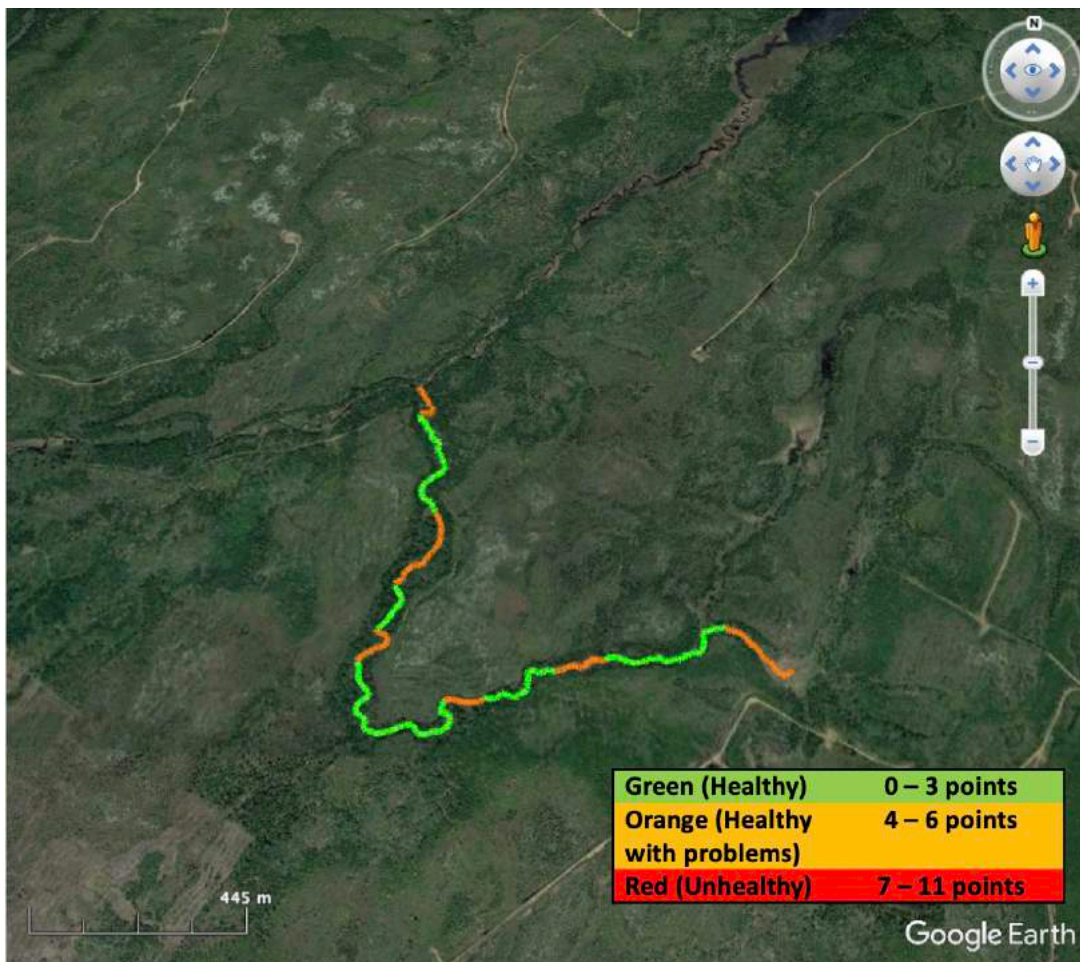 N
Green (Healthy) 0 – 3 points
Orange (Healthy 4 – 6 points
with problems)
Red (Unhealthy) 7 – 11 points
445 m
Google Earth